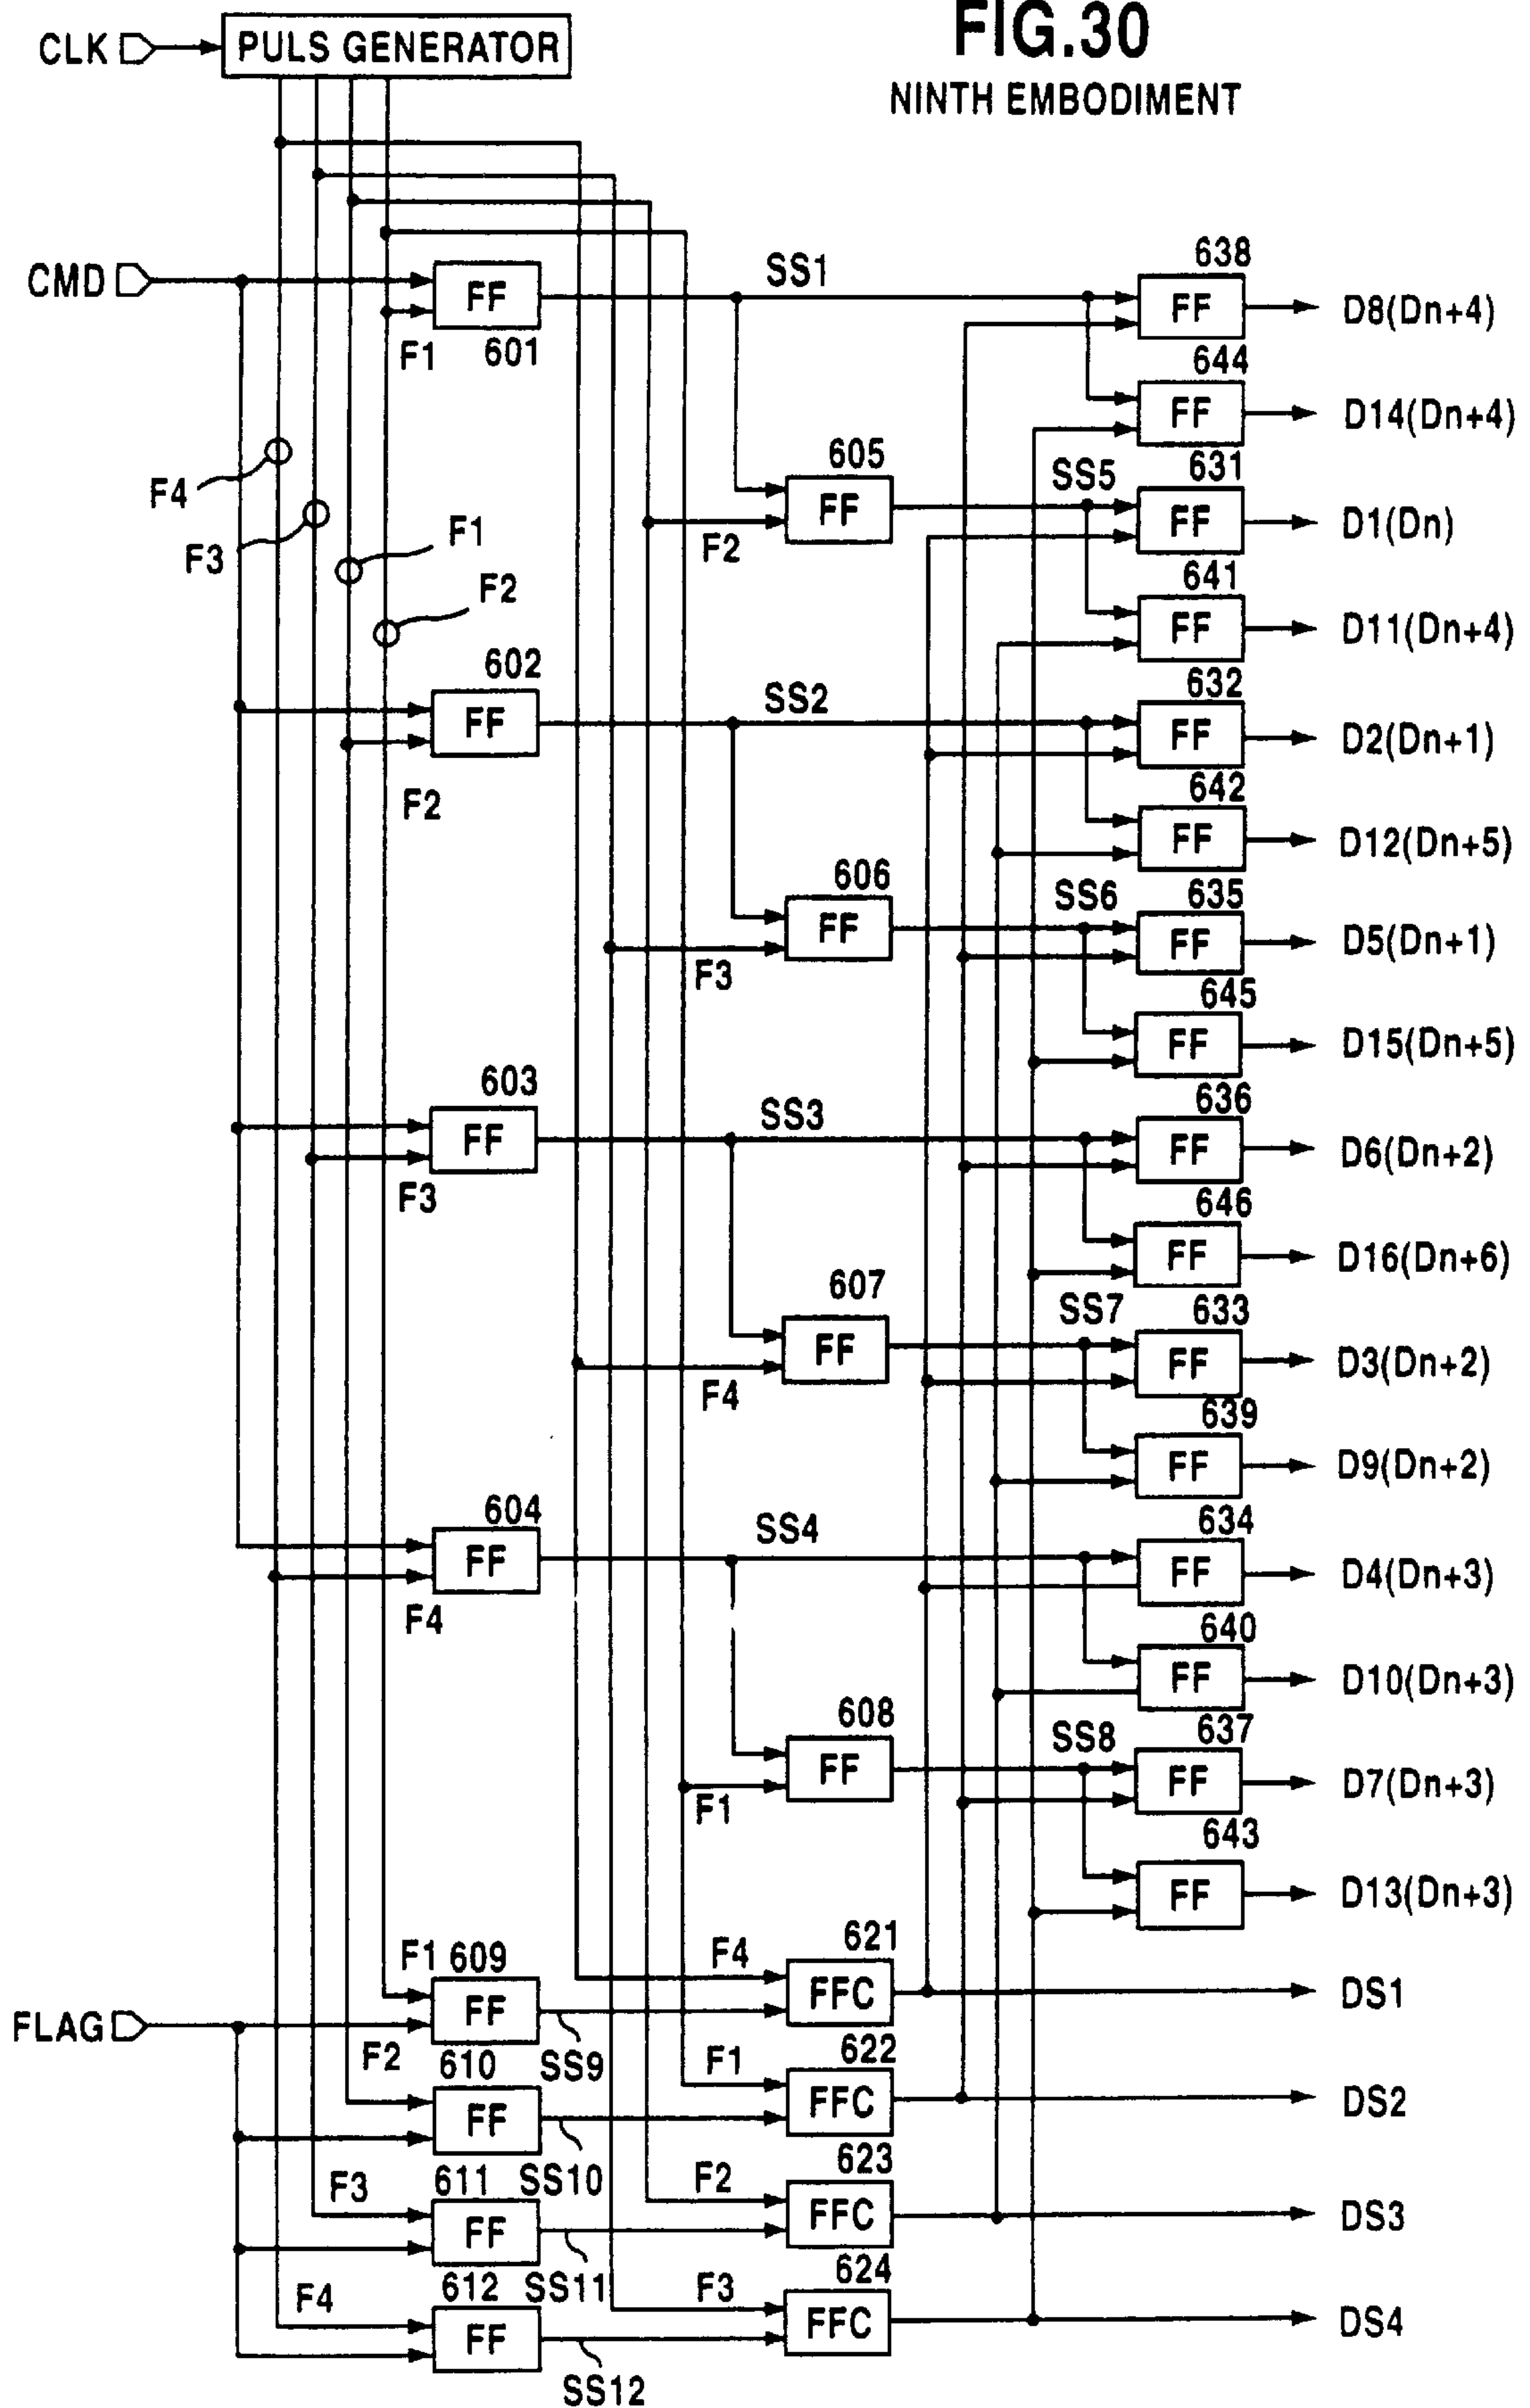 FIG.30
NINTH EMBODIMENT
CLK
PULS GENERATOR
CMD
FF
601
F1
SS1
638
FF
D8(Dn+4)
644
FF
D14(Dn+4)
F4
F3
F1
F2
605
FF
F2
SS5
631
FF
D1(Dn)
641
FF
D11(Dn+4)
602
FF
F2
SS2
632
FF
D2(Dn+1)
642
FF
D12(Dn+5)
606
FF
F3
SS6
635
FF
D5(Dn+1)
645
FF
D15(Dn+5)
603
FF
F3
SS3
636
FF
D6(Dn+2)
646
FF
D16(Dn+6)
607
FF
F4
SS7
633
FF
D3(Dn+2)
639
FF
D9(Dn+2)
604
FF
F4
SS4
634
FF
D4(Dn+3)
640
FF
D10(Dn+3)
608
FF
F1
SS8
637
FF
D7(Dn+3)
643
FF
D13(Dn+3)
FLAG
F1
609
FF
SS9
F4
621
FFC
DS1
F2
610
FF
SS10
F1
622
FFC
DS2
F3
611
FF
SS11
F2
623
FFC
DS3
F4
612
FF
SS12
F3
624
FFC
DS4